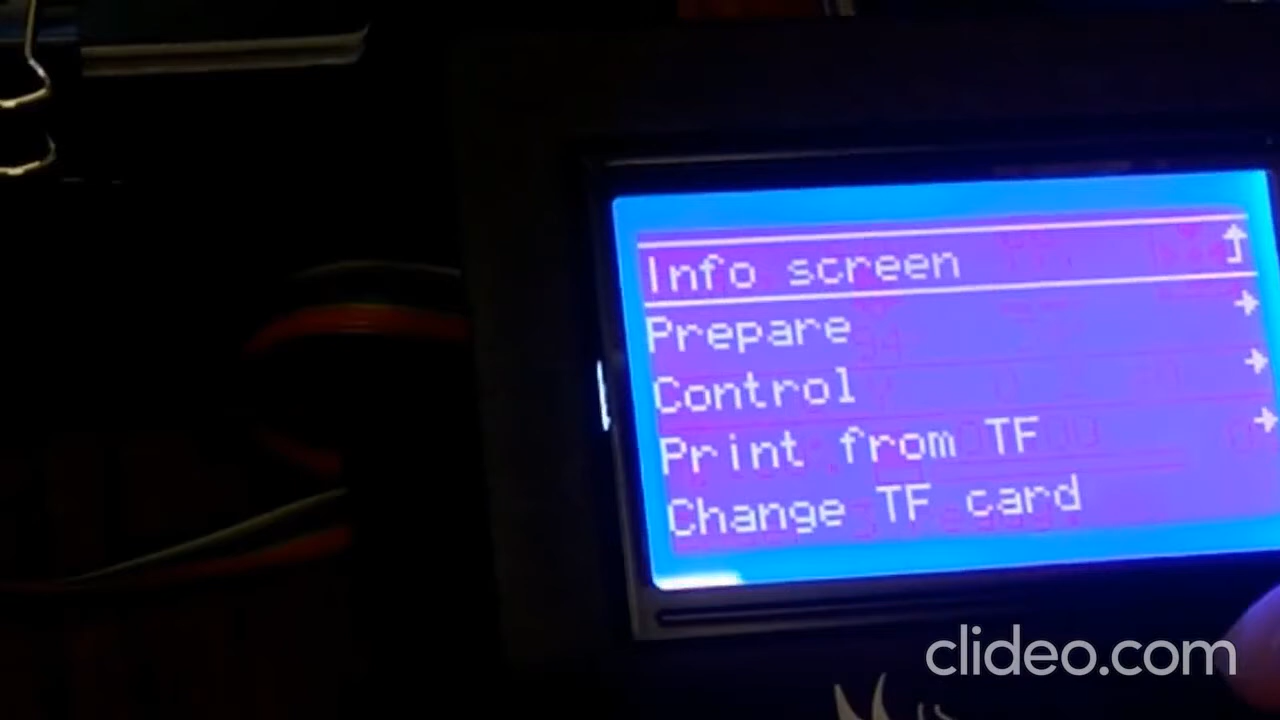 Info screen
Prepare
Control
Print from TF
Change TF card
clideo.com